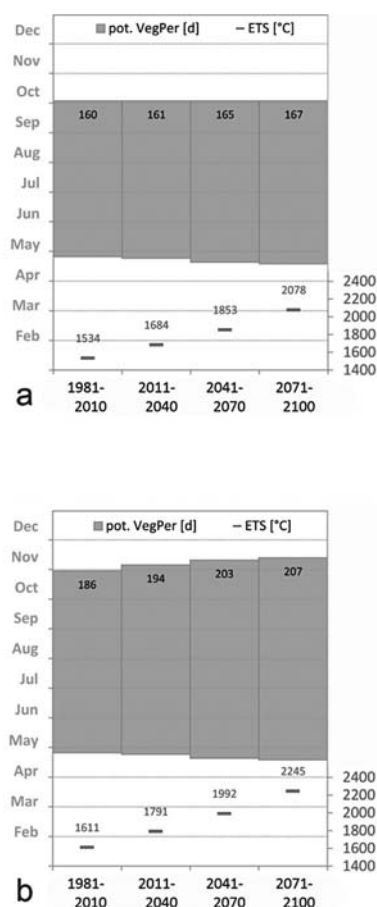 Dec
pot. VegPer [d] ETS [°C]
Nov
Oct
160 161 165 167
Sep
Aug
Jul
Jun
May
Apr
2400
2078
2200
Mar
1853
2000
1684
1800
Feb
1534
1600
1400
a
1981-2010 2011-2040 2041-2070 2071-2100
Dec
pot. VegPer [d] ETS [°C]
Nov
186 194 203 207
Oct
Sep
Aug
Jul
Jun
May
2245
Apr
2400
1992
2200
Mar
1791
2000
1611
1800
Feb
1600
1400
b
1981-2010 2011-2040 2041-2070 2071-2100